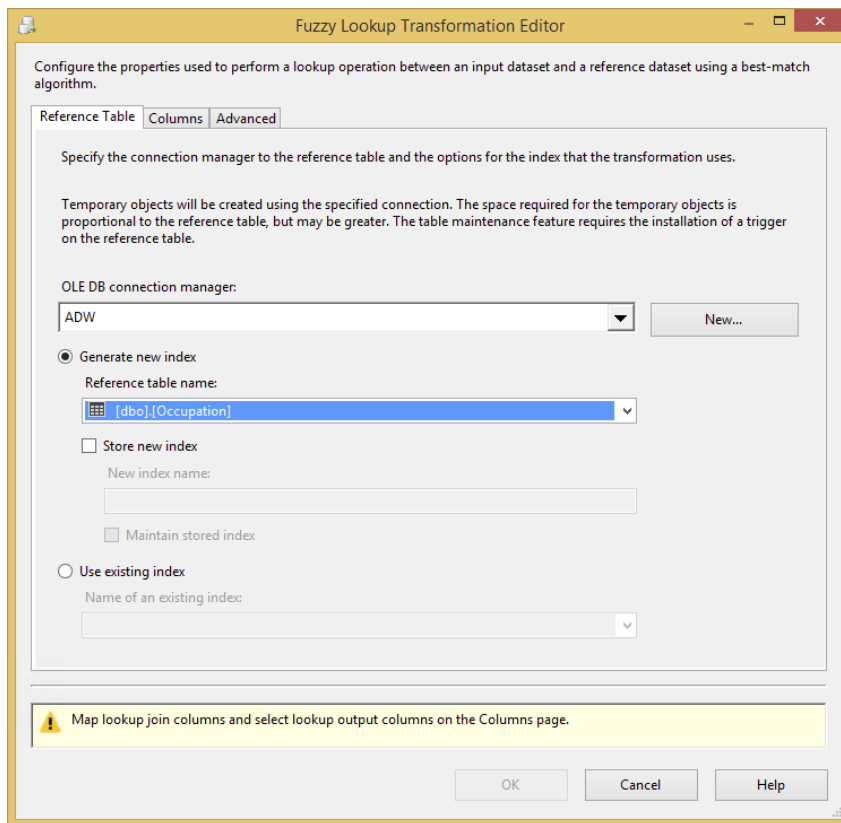 Fuzzy Lookup Transformation Editor
Configure the properties used to perform a lookup operation between an input dataset and a reference dataset using a best-match
algorithm.
Reference Table Columns Advanced
Specify the connection manager to the reference table and the options for the index that the transformation uses.
Temporary objects will be created using the specified connection. The space required for the temporary objects is
proportional to the reference table, but may be greater. The table maintenance feature requires the installation of a trigger
on the reference table.
OLE DB connection manager:
ADW New...
Generate new index
Reference table name:
[dbo].[Occupation]
Store new index
New index name:
Maintain stored index
Use existing index
Name of an existing index:
Map lookup join columns and select lookup output columns on the Columns page.
OK Cancel Help